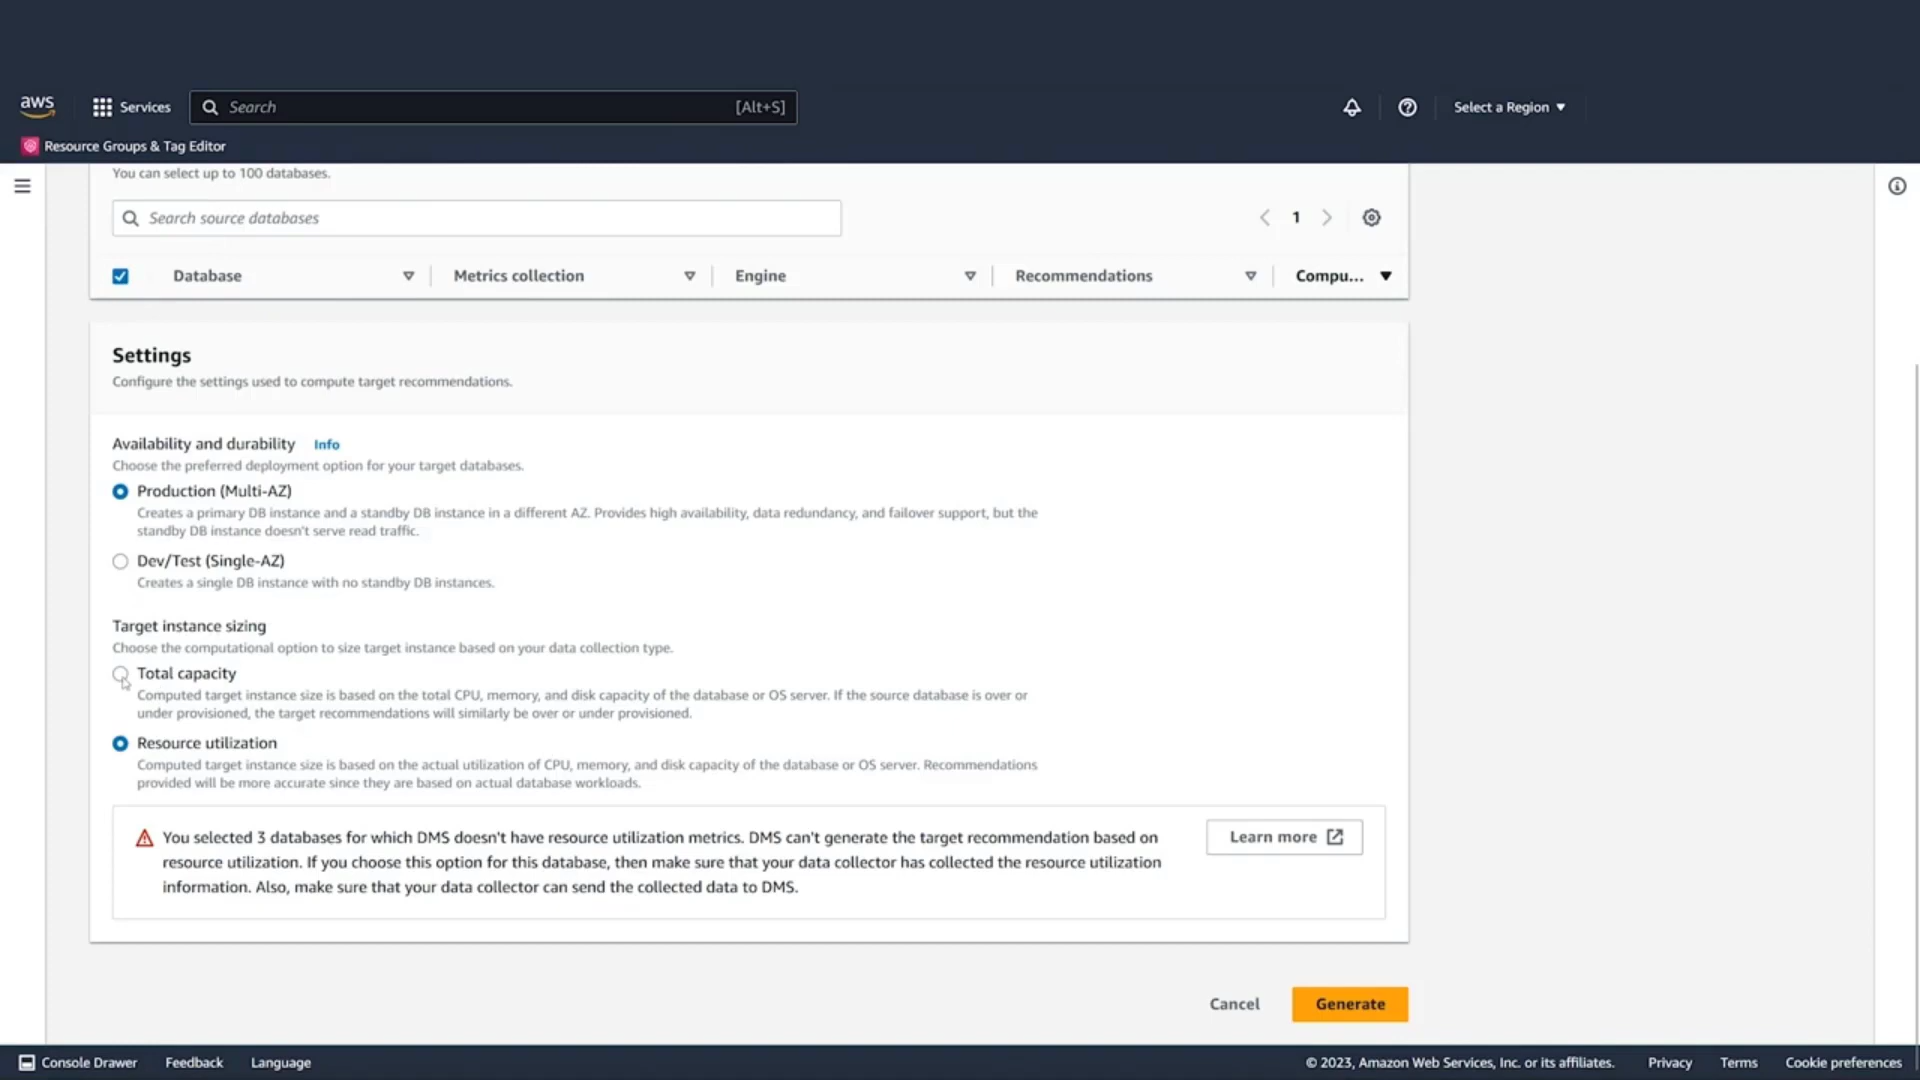 aws
Services
Search
[Alt+S]
Select a Region
Resource Groups & Tag Editor
You can select up to 100 databases.
Search source databases
1
Database
Metrics collection
Engine
Recommendations
Compu...
Settings
Configure the settings used to compute target recommendations.
Availability and durability Info
Choose the preferred deployment option for your target databases.
Production (Multi-AZ)
Creates a primary DB instance and a standby DB instance in a different AZ. Provides high availability, data redundancy, and failover support, but the
standby DB instance doesn't serve read traffic.
Dev/Test (Single-AZ)
Creates a single DB instance with no standby DB instances.
Target instance sizing
Choose the computational option to size target instance based on your data collection type.
Total capacity
Computed target instance size is based on the total CPU, memory, and disk capacity of the database or OS server. If the source database is over or
under provisioned, the target recommendations will similarly be over or under provisioned.
Resource utilization
Computed target instance size is based on the actual utilization of CPU, memory, and disk capacity of the database or OS server. Recommendations
provided will be more accurate since they are based on actual database workloads.
You selected 3 databases for which DMS doesn't have resource utilization metrics. DMS can't generate the target recommendation based on
resource utilization. If you choose this option for this database, then make sure that your data collector has collected the resource utilization
information. Also, make sure that your data collector can send the collected data to DMS.
Learn more
Cancel
Generate
Console Drawer
Feedback
Language
© 2023, Amazon Web Services, Inc. or its affiliates.
Privacy
Terms
Cookie preferences